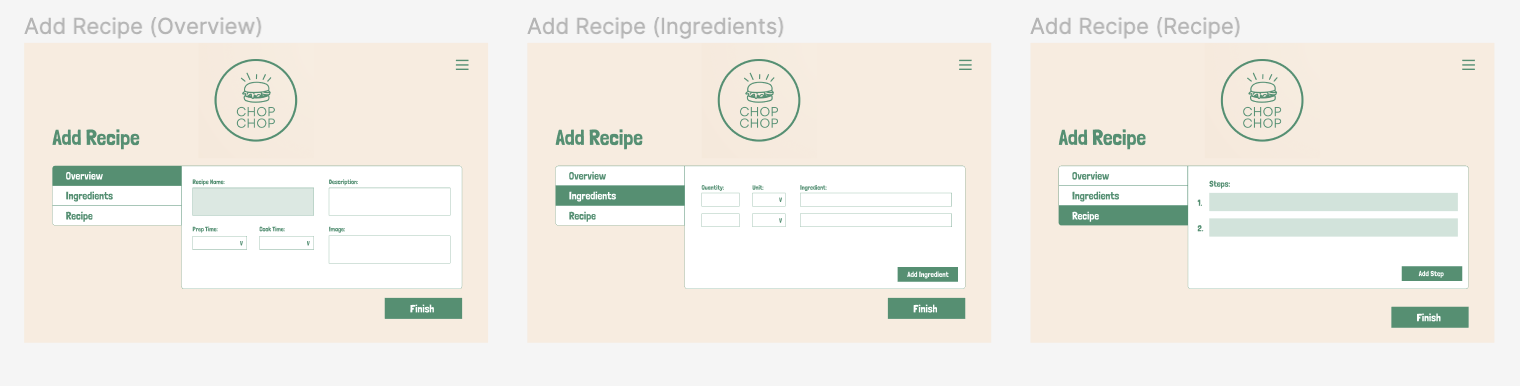 Add Recipe (Overview)
CHOP
CHOP
Add Recipe
Overview
Ingredients
Recipe
Recipe Name:
Description:
Prep Time:
Cook Time:
Image:
Finish
Add Recipe (Ingredients)
CHOP
CHOP
Add Recipe
Overview
Ingredients
Recipe
Quantity:
Unit:
Ingredient:
Add Ingredient
Finish
Add Recipe (Recipe)
CHOP
CHOP
Add Recipe
Overview
Ingredients
Recipe
Steps:
1.
2.
Add Step
Finish